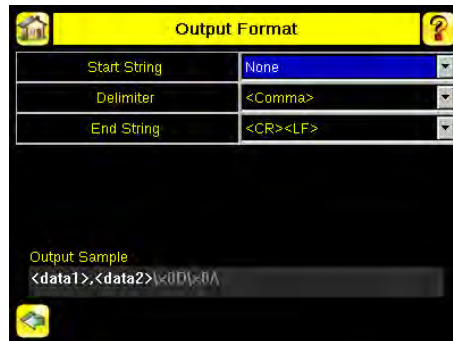 Output Format ?
Start String None
Delimiter <Comma>
End String <CR><LF>
Output Sample
<data1>,<data2>\x0D\x0A